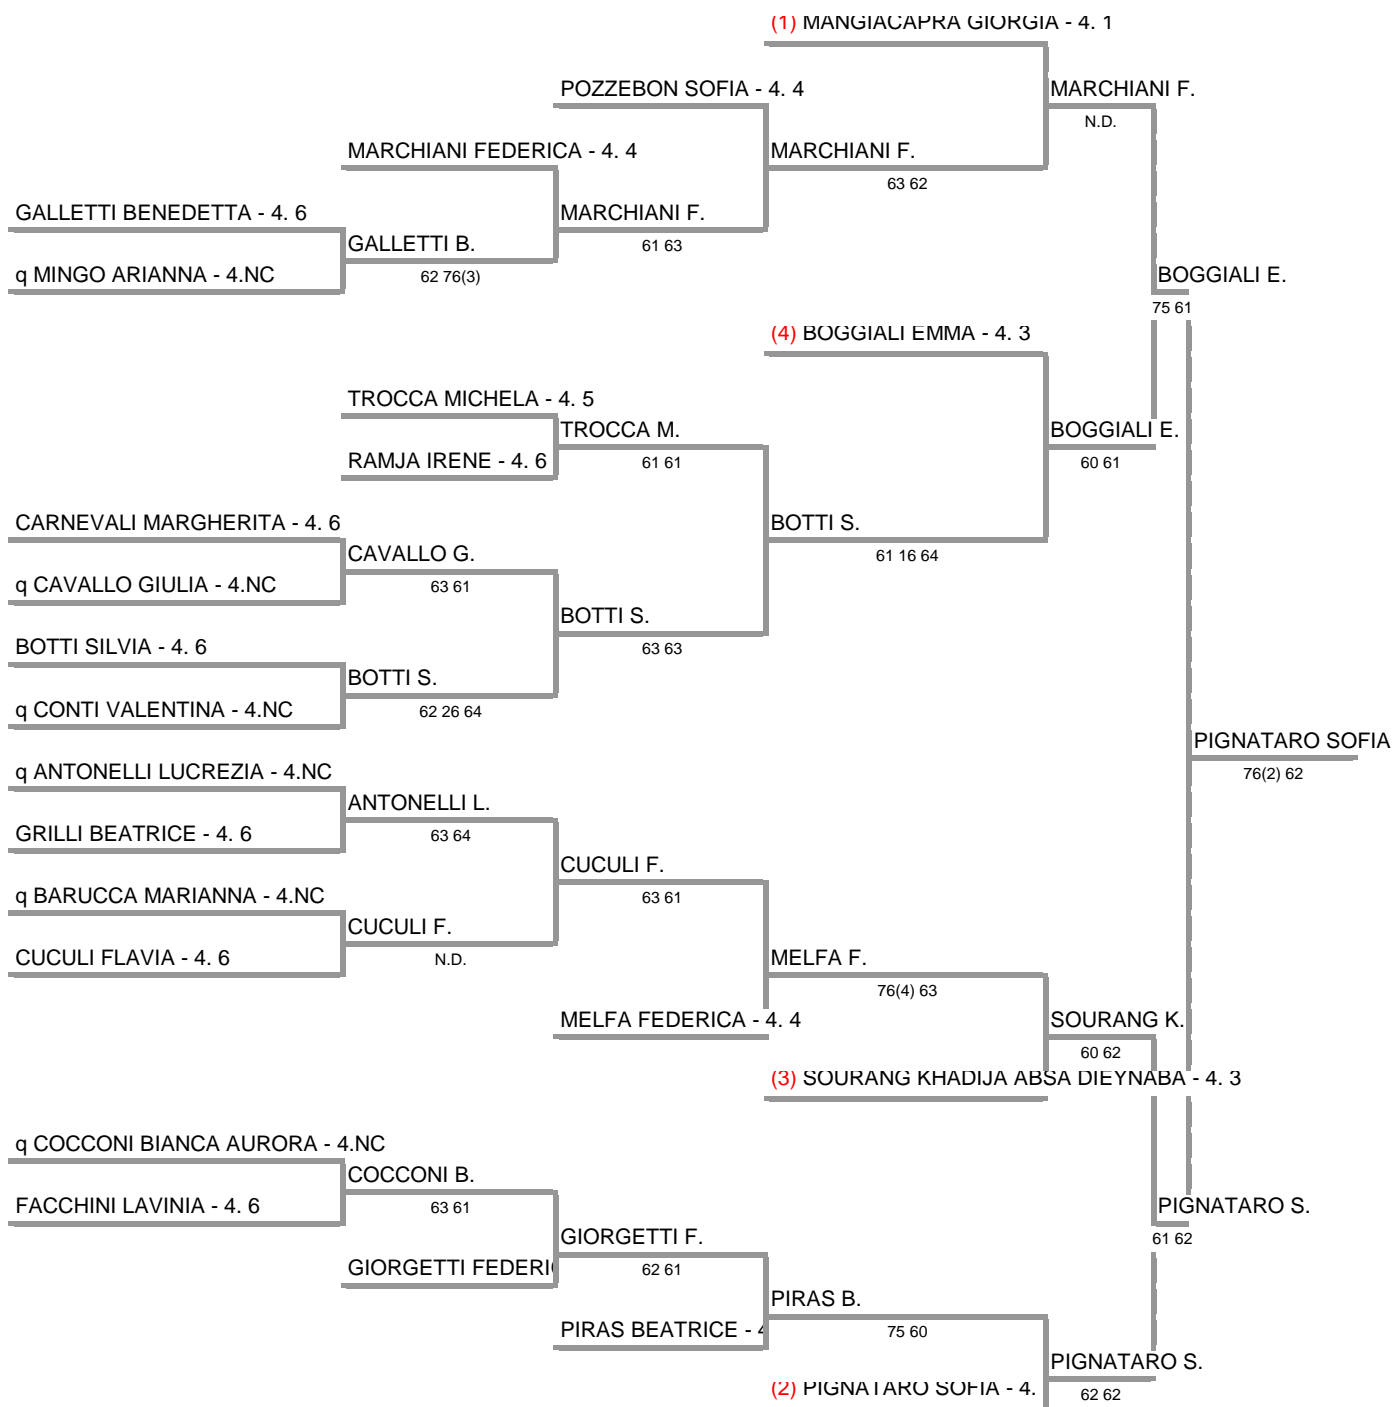 (1) MANGIACAPRA GIORGIA - 4. 1
POZZEBON SOFIA - 4. 4
MARCHIANI F.
N.D.
MARCHIANI FEDERICA - 4. 4
MARCHIANI F.
63 62
GALLETTI BENEDETTA - 4. 6
MARCHIANI F.
61 63
GALLETTI B.
62 76(3)
q MINGO ARIANNA - 4.NC
BOGGIALI E.
75 61
(4) BOGGIALI EMMA - 4. 3
TROCCA MICHELA - 4. 5
TROCCA M.
61 61
BOGGIALI E.
60 61
RAMJA IRENE - 4. 6
CARNEVALI MARGHERITA - 4. 6
BOTTI S.
61 16 64
CAVALLO G.
63 61
q CAVALLO GIULIA - 4.NC
BOTTI S.
63 63
BOTTI SILVIA - 4. 6
BOTTI S.
62 26 64
q CONTI VALENTINA - 4.NC
PIGNATARO SOFIA
76(2) 62
q ANTONELLI LUCREZIA - 4.NC
ANTONELLI L.
63 64
GRILLI BEATRICE - 4. 6
CUCULI F.
63 61
q BARUCCA MARIANNA - 4.NC
CUCULI F.
N.D.
CUCULI FLAVIA - 4. 6
MELFA F.
76(4) 63
MELFA FEDERICA - 4. 4
SOURANG K.
60 62
(3) SOURANG KHADIJA ABSA DIEYNABA - 4. 3
q COCCONI BIANCA AURORA - 4.NC
COCCONI B.
63 61
FACCHINI LAVINIA - 4. 6
PIGNATARO S.
61 62
GIORGETTI F.
62 61
GIORGETTI FEDERI
PIRAS B.
75 60
PIRAS BEATRICE - 4
PIGNATARO S.
62 62
(2) PIGNATARO SOFIA - 4.